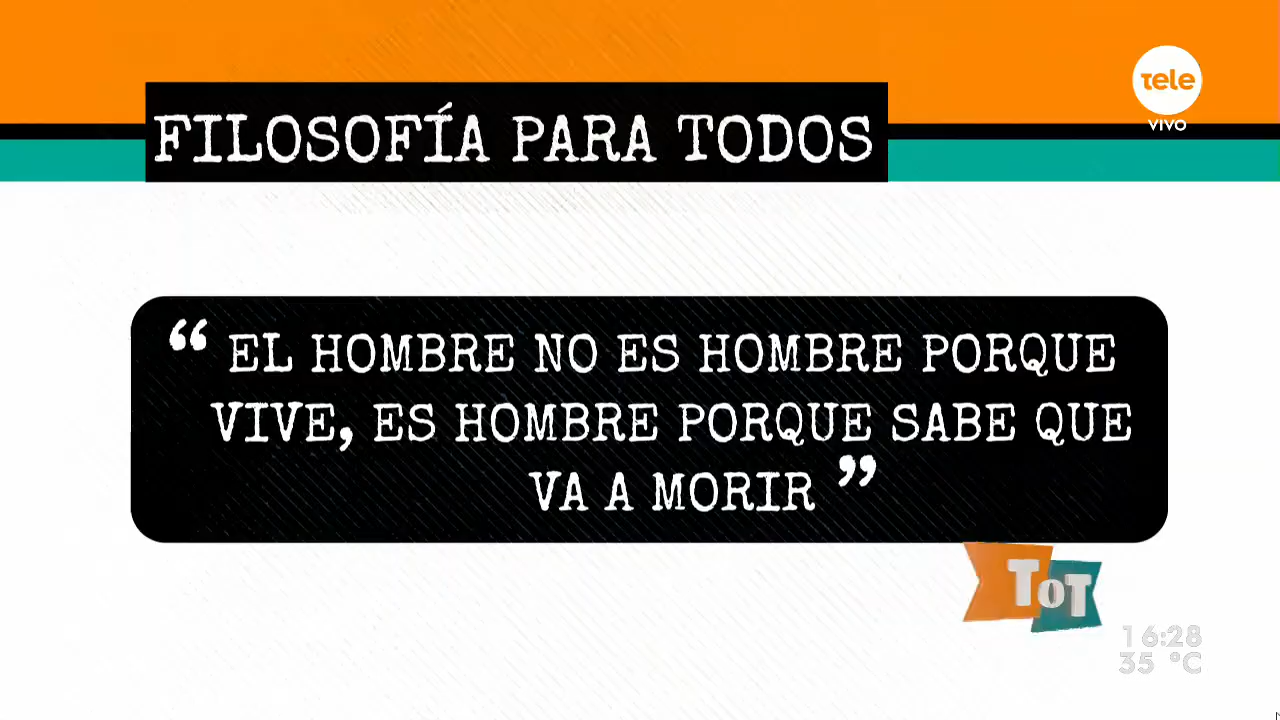 tele
VIVO
FILOSOFÍA PARA TODOS
“ EL HOMBRE NO ES HOMBRE PORQUE
VIVE, ES HOMBRE PORQUE SABE QUE
VA A MORIR ”
TOT
16:28
35 °C